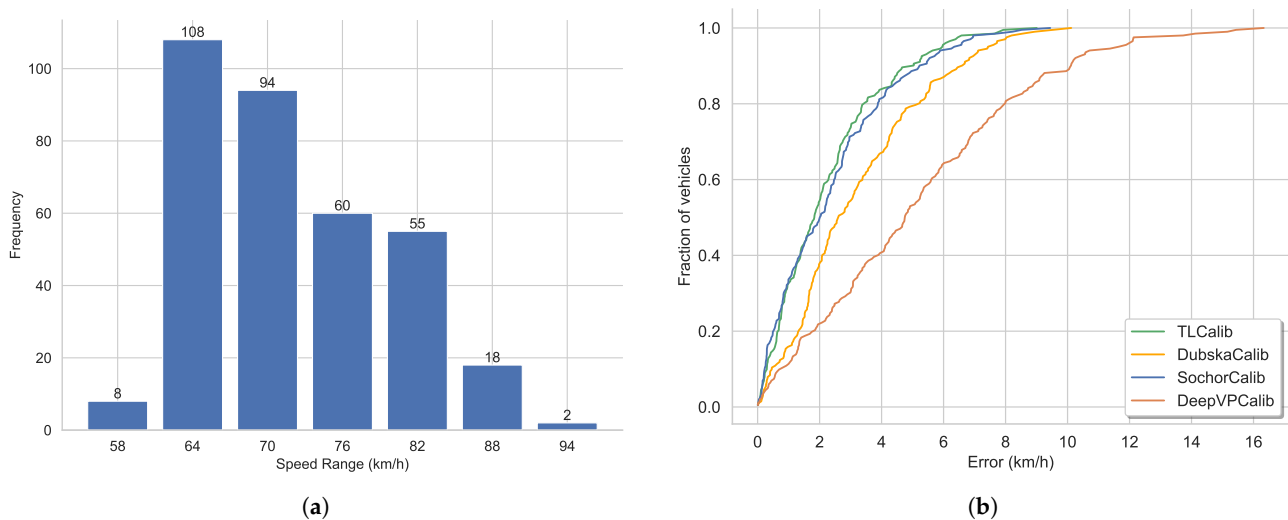 108
94
60
55
18
8
2
100
80
60
40
20
0
Frequency
58 64 70 76 82 88 94
Speed Range (km/h)
(a)
1.0
0.8
0.6
0.4
0.2
0.0
Fraction of vehicles
0 2 4 6 8 10 12 14 16
Error (km/h)
TLCalib
DubskaCalib
SochorCalib
DeepVPCalib
(b)